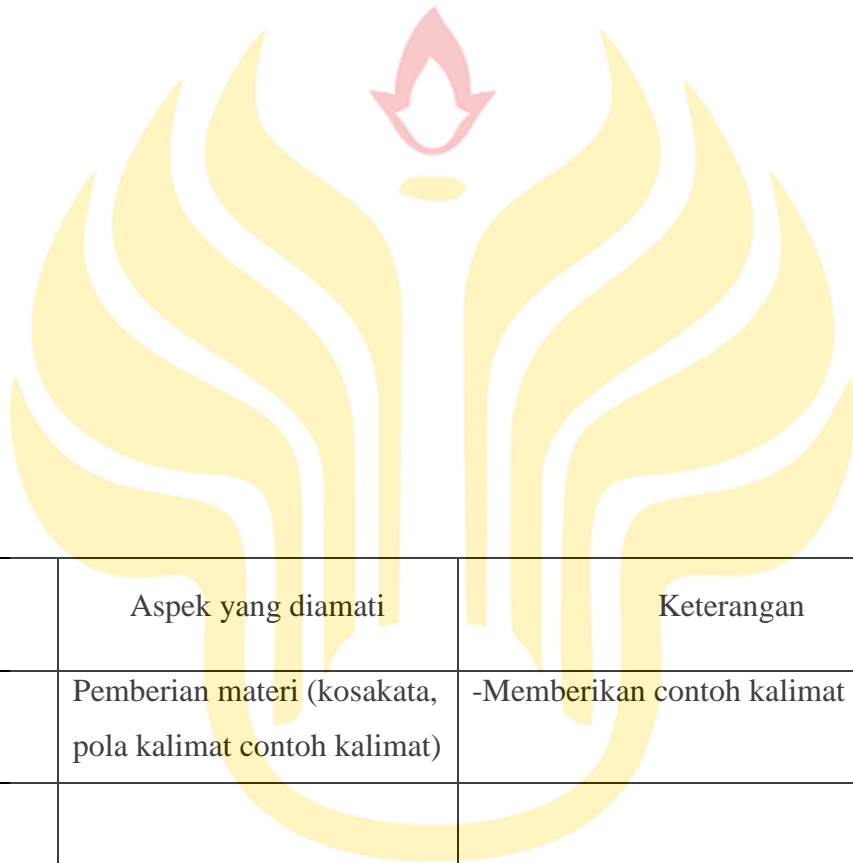 Aspek yang diamati
Keterangan
Pemberian materi (kosakata,
pola kalimat contoh kalimat)
-Memberikan contoh kalimat